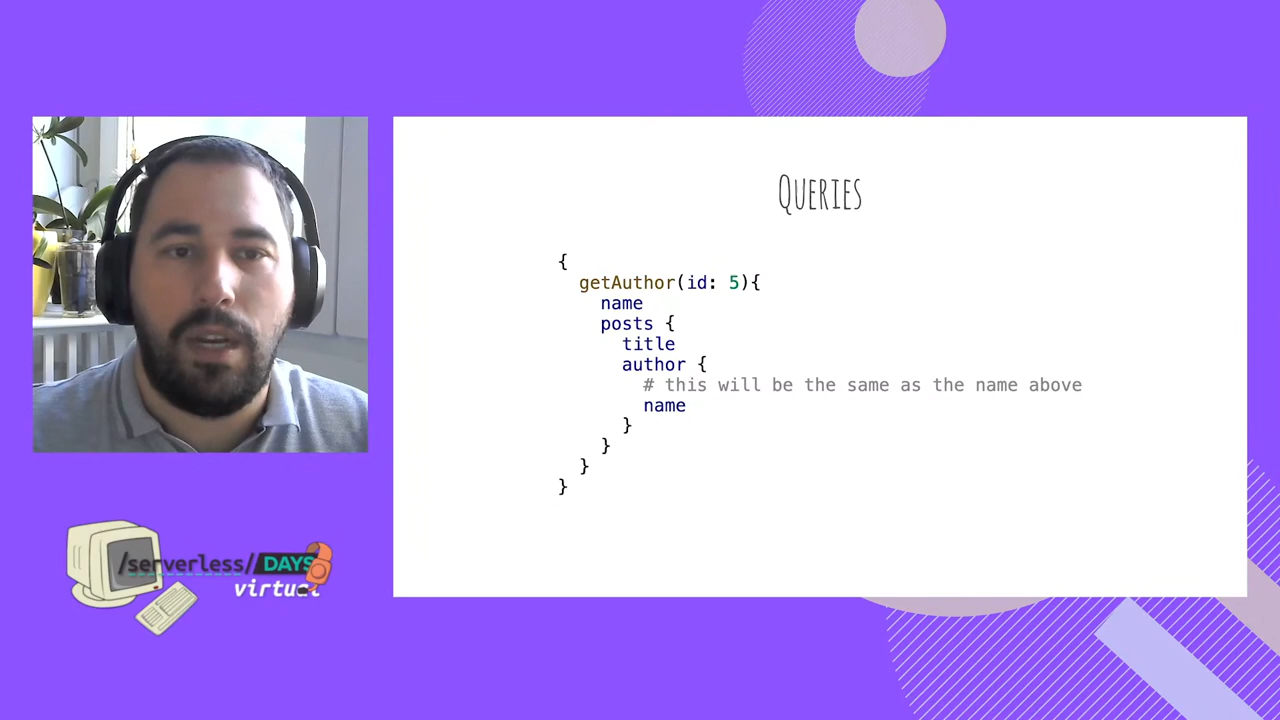 Queries
{
getAuthor(id: 5){
name
posts {
title
author {
# this will be the same as the name above
name
}
}
}
}
/serverless/DAYS
virtual